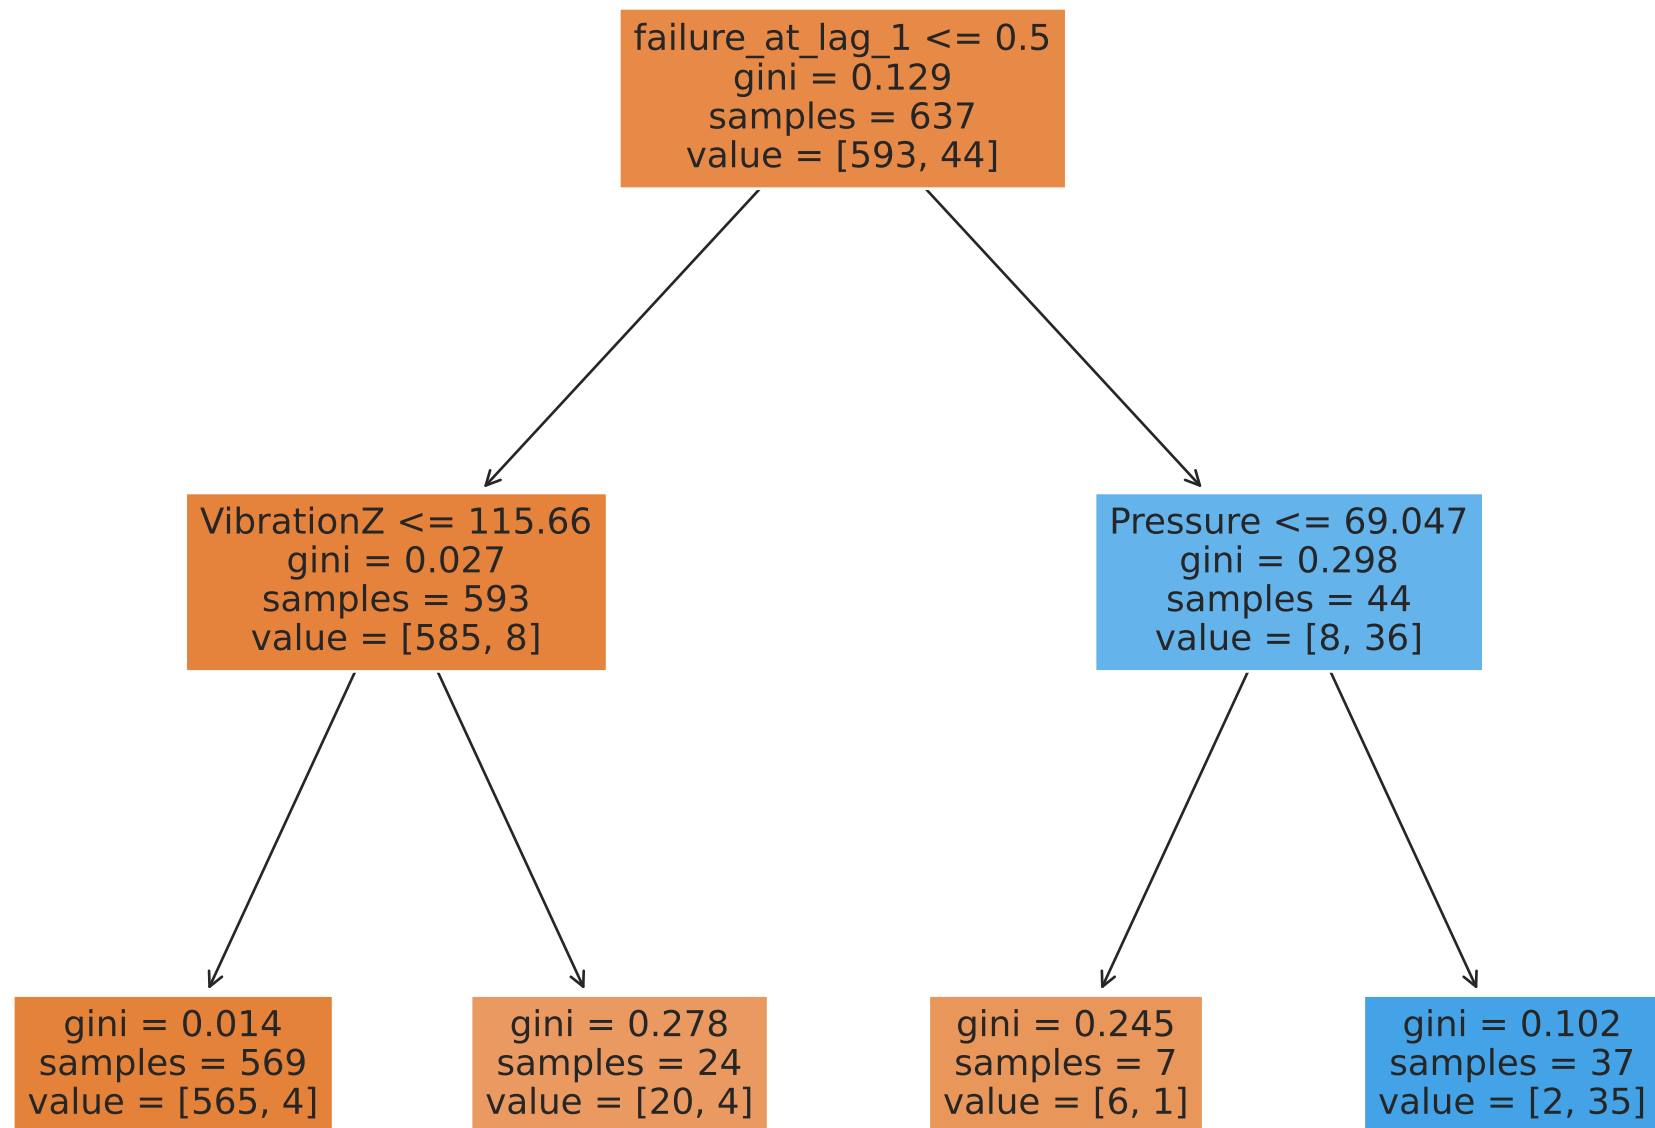 failure_at_lag_1 <= 0.5
gini = 0.129
samples = 637
value = [593, 44]
VibrationZ <= 115.66
gini = 0.027
samples = 593
value = [585, 8]
Pressure <= 69.047
gini = 0.298
samples = 44
value = [8, 36]
gini = 0.014
samples = 569
value = [565, 4]
gini = 0.278
samples = 24
value = [20, 4]
gini = 0.245
samples = 7
value = [6, 1]
gini = 0.102
samples = 37
value = [2, 35]